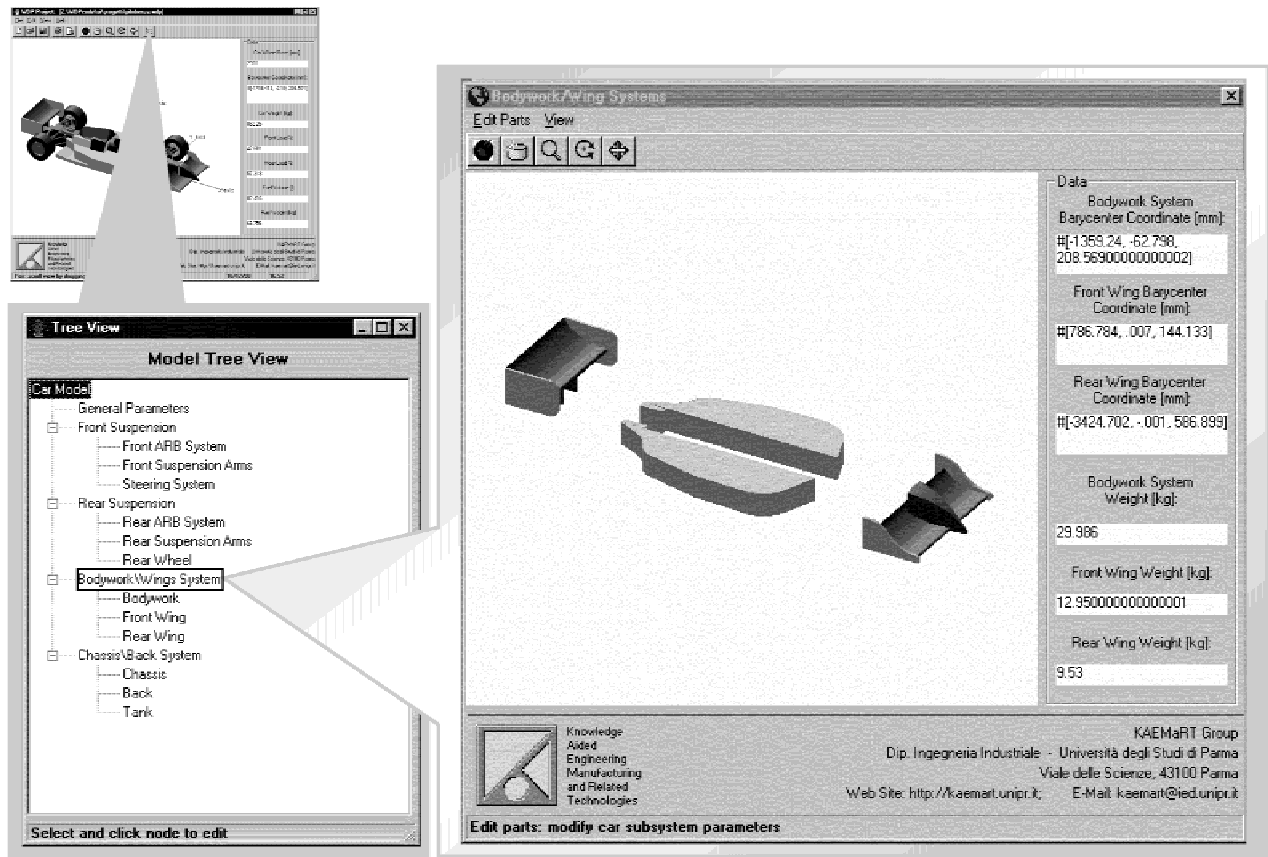 Data
KAEMaRT Group
Tree View
Model Tree View
Car Model
General Parameters
Front Suspension
Front ARB System
Front Suspension Arms
Steering System
Rear Suspension
Rear ARB System
Rear Suspension Arms
Rear Wheel
Bodywork\Wings System
Bodywork
Front Wing
Rear Wing
Chassis\Back System
Chassis
Back
Tank
Select and click node to edit
Bodywork/Wing Systems
Edit Parts View
Data
Bodywork System
Barycenter Coordinate [mm]:
#[-1359.24, -62.798,
208.56900000000002]
Front Wing Barycenter
Coordinate [mm]:
#[786.784, .007, 144.133]
Rear Wing Barycenter
Coordinate [mm]:
#[-3424.702, -.001, 566.899]
Bodywork System
Weight [kg]:
29.986
Front Wing Weight [kg]:
12.950000000000001
Rear Wing Weight [kg]:
9.53
Knowledge
Aided
Engineering
Manufacturing
and Related
Technologies
KAEMaRT Group
Dip. Ingegneria Industriale - Università degli Studi di Parma
Viale delle Scienze, 43100 Parma
Web Site: http://kaemart.unipr.it; E-Mail: kaemart@ied.unipr.it
Edit parts: modify car subsystem parameters